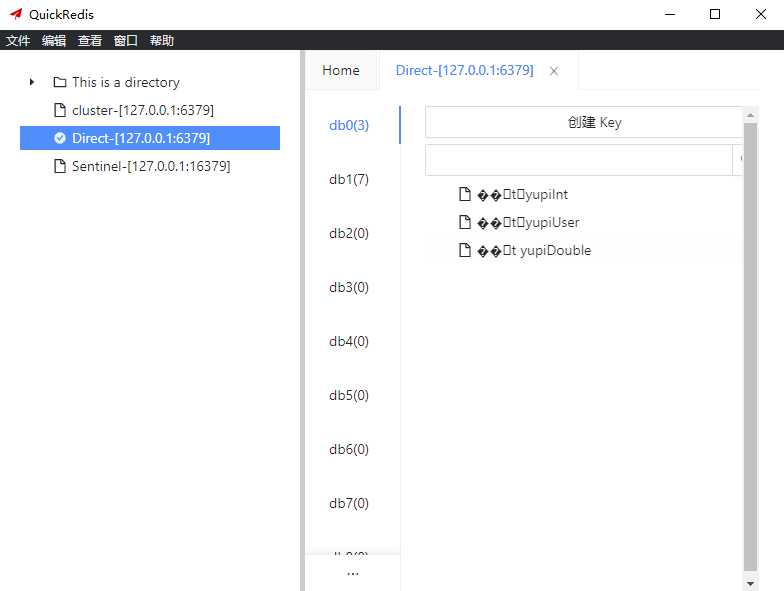 QuickRedis
文件 编辑 查看 窗口 帮助
This is a directory
cluster-[127.0.0.1:6379]
Direct-[127.0.0.1:6379]
Sentinel-[127.0.0.1:16379]
Home
Direct-[127.0.0.1:6379]
db0(3)
db1(7)
db2(0)
db3(0)
db4(0)
db5(0)
db6(0)
db7(0)
...
创建 Key
��□t□yupiInt
��□t□yupiUser
��□t yupiDouble